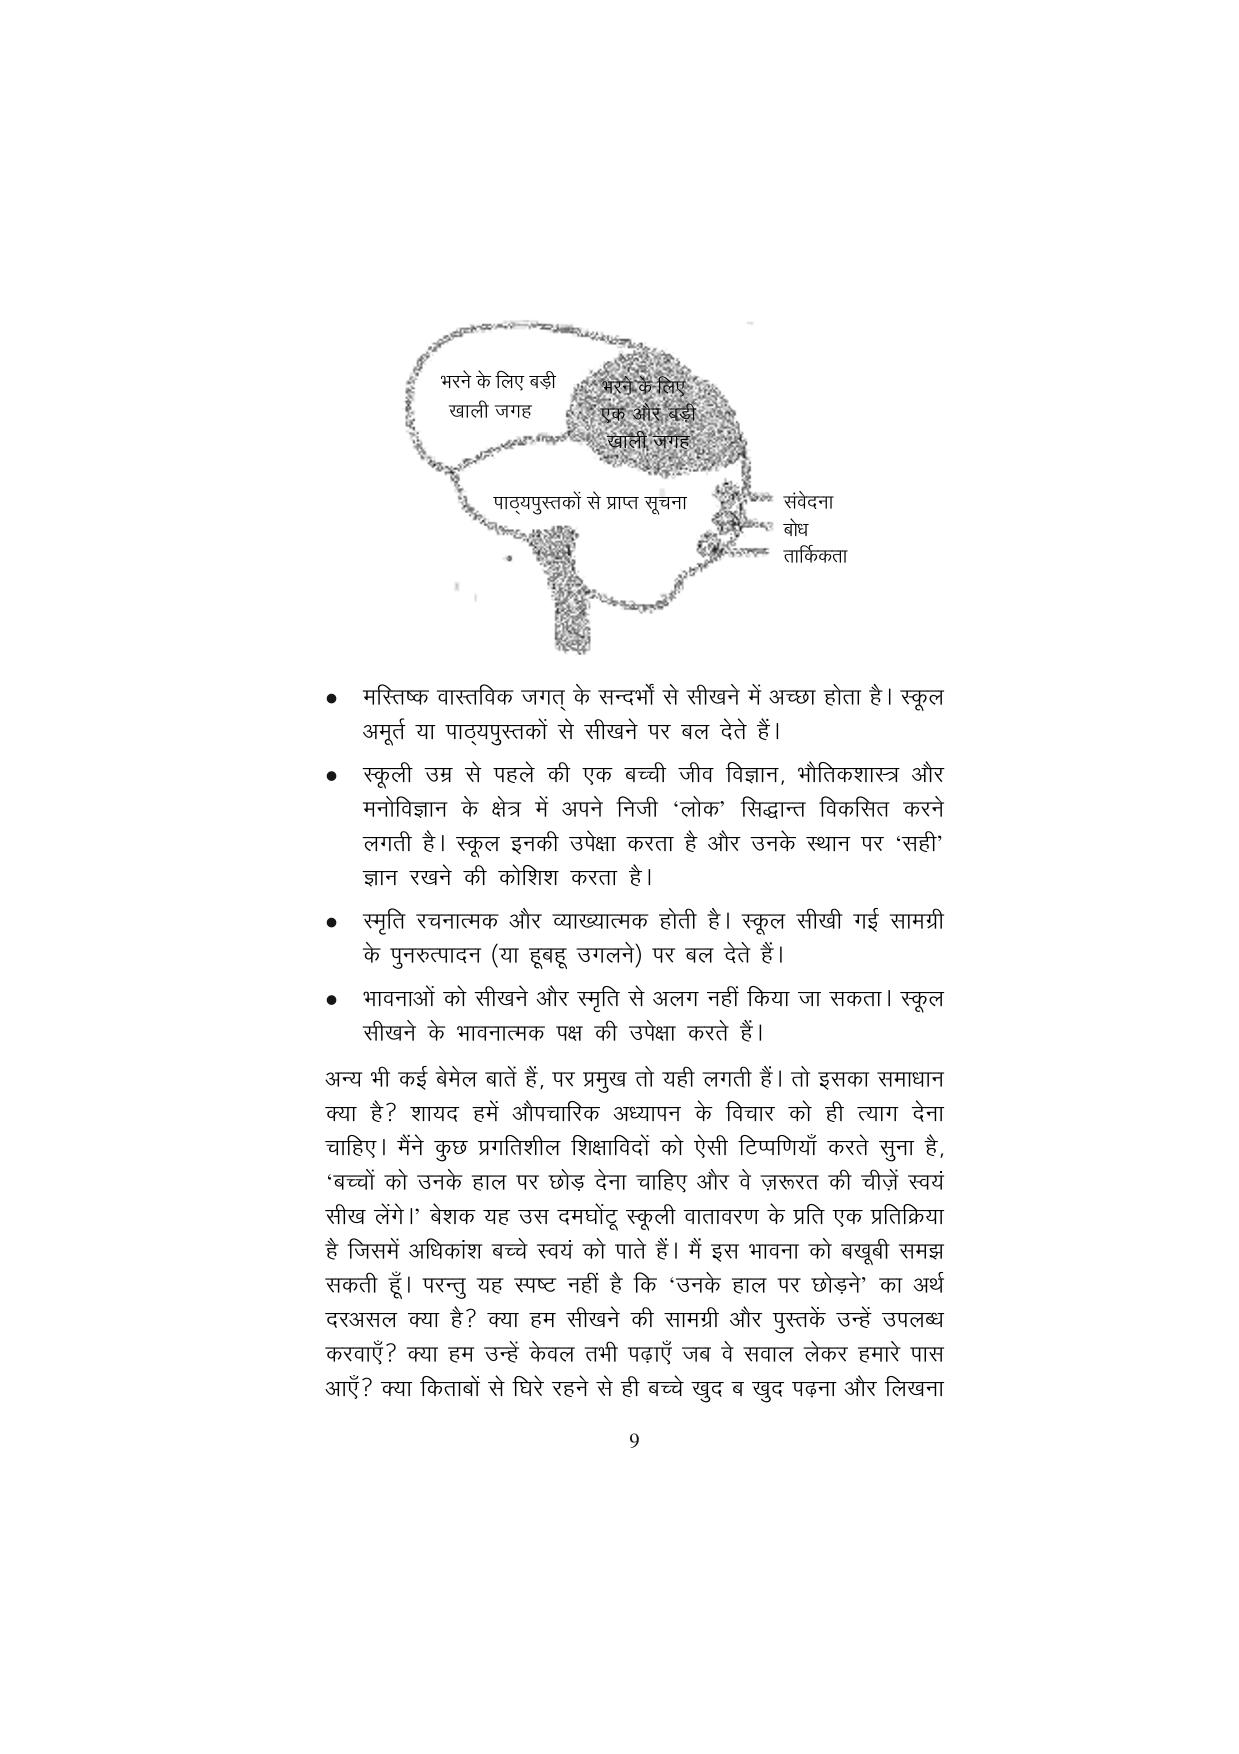 भरने के लिए बड़ी
खाली जगह
भरने के लिए
एक और बड़ी
खाली जगह
पाठ्यपुस्तकों से प्राप्त सूचना
संवेदना
बोध
तार्किकता
● मस्तिष्क वास्तविक जगत् के सन्दर्भों से सीखने में अच्छा होता है। स्कूल
अमूर्त या पाठ्यपुस्तकों से सीखने पर बल देते हैं।
● स्कूली उम्र से पहले की एक बच्ची जीव विज्ञान, भौतिकशास्त्र और
मनोविज्ञान के क्षेत्र में अपने निजी ‘लोक’ सिद्धान्त विकसित करने
लगती है। स्कूल इनकी उपेक्षा करता है और उनके स्थान पर ‘सही’
ज्ञान रखने की कोशिश करता है।
● स्मृति रचनात्मक और व्याख्यात्मक होती है। स्कूल सीखी गई सामग्री
के पुनरुत्पादन (या हूबहू उगलने) पर बल देते हैं।
● भावनाओं को सीखने और स्मृति से अलग नहीं किया जा सकता। स्कूल
सीखने के भावनात्मक पक्ष की उपेक्षा करते हैं।
अन्य भी कई बेमेल बातें हैं, पर प्रमुख तो यही लगती हैं। तो इसका समाधान
क्या है? शायद हमें औपचारिक अध्यापन के विचार को ही त्याग देना
चाहिए। मैंने कुछ प्रगतिशील शिक्षाविदों को ऐसी टिप्पणियाँ करते सुना है,
‘बच्चों को उनके हाल पर छोड़ देना चाहिए और वे ज़रूरत की चीज़ें स्वयं
सीख लेंगे।’ बेशक यह उस दमघोंटू स्कूली वातावरण के प्रति एक प्रतिक्रिया
है जिसमें अधिकांश बच्चे स्वयं को पाते हैं। मैं इस भावना को बखूबी समझ
सकती हूँ। परन्तु यह स्पष्ट नहीं है कि ‘उनके हाल पर छोड़ने’ का अर्थ
दरअसल क्या है? क्या हम सीखने की सामग्री और पुस्तकें उन्हें उपलब्ध
करवाएँ? क्या हम उन्हें केवल तभी पढ़ाएँ जब वे सवाल लेकर हमारे पास
आएँ? क्या किताबों से घिरे रहने से ही बच्चे खुद ब खुद पढ़ना और लिखना
9